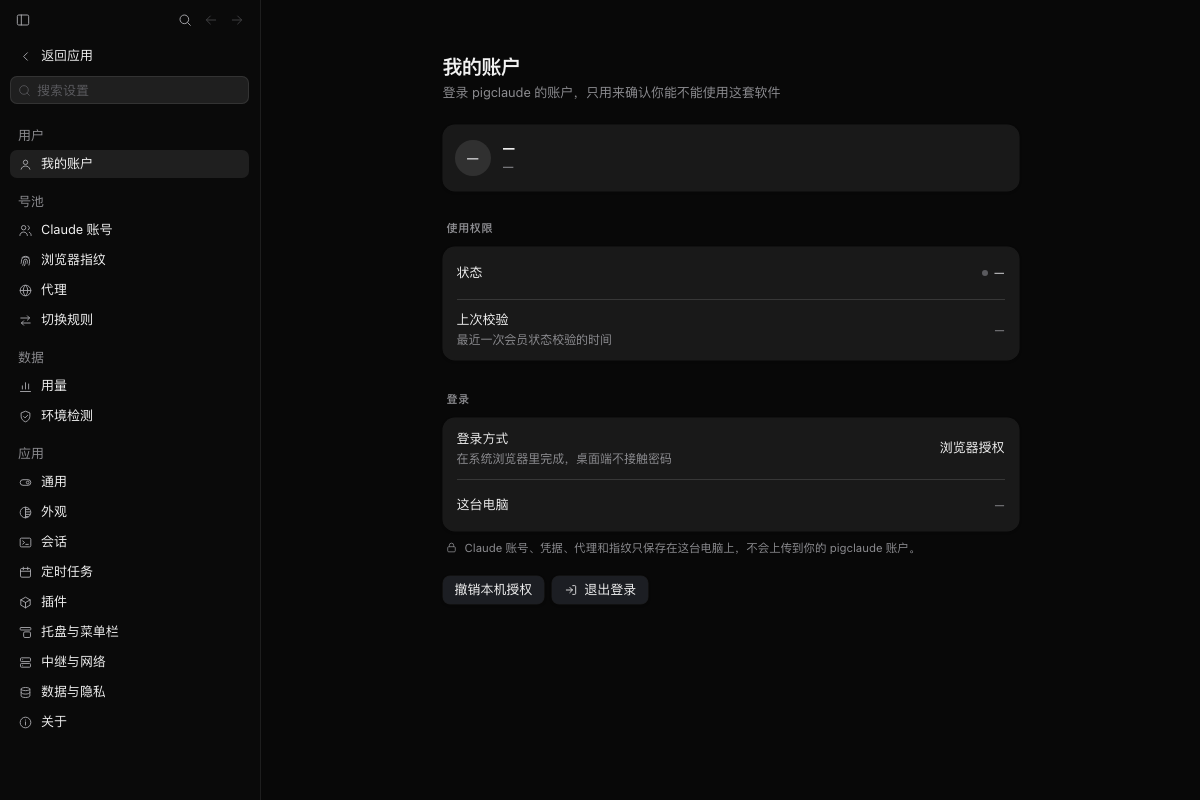 返回应用
搜索设置
用户
我的账户
号池
Claude 账号
浏览器指纹
代理
切换规则
数据
用量
环境检测
应用
通用
外观
会话
定时任务
插件
托盘与菜单栏
中继与网络
数据与隐私
关于
我的账户
登录 pigclaude 的账户，只用来确认你能不能使用这套软件
—
—
—
使用权限
状态
—
上次校验
最近一次会员状态校验的时间
—
登录
登录方式
在系统浏览器里完成，桌面端不接触密码
浏览器授权
这台电脑
—
Claude 账号、凭据、代理和指纹只保存在这台电脑上，不会上传到你的 pigclaude 账户。
撤销本机授权
退出登录